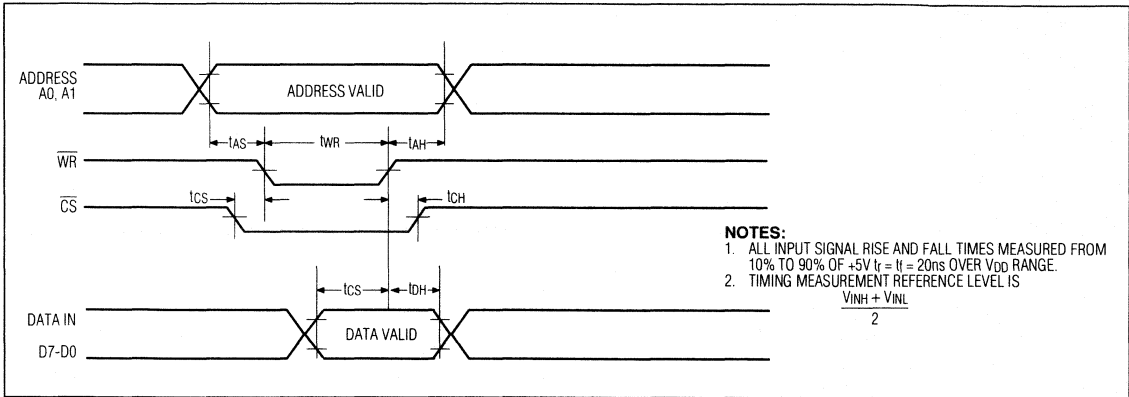 ADDRESS
A0, A1
ADDRESS VALID
tAS
tWR
tAH
WR
tCS
tCH
CS
NOTES:
1. ALL INPUT SIGNAL RISE AND FALL TIMES MEASURED FROM
10% TO 90% OF +5V tr = tf = 20ns OVER VDD RANGE.
2. TIMING MEASUREMENT REFERENCE LEVEL IS
VINH + VINL
2
tCS
tDH
DATA IN
DATA VALID
D7-D0